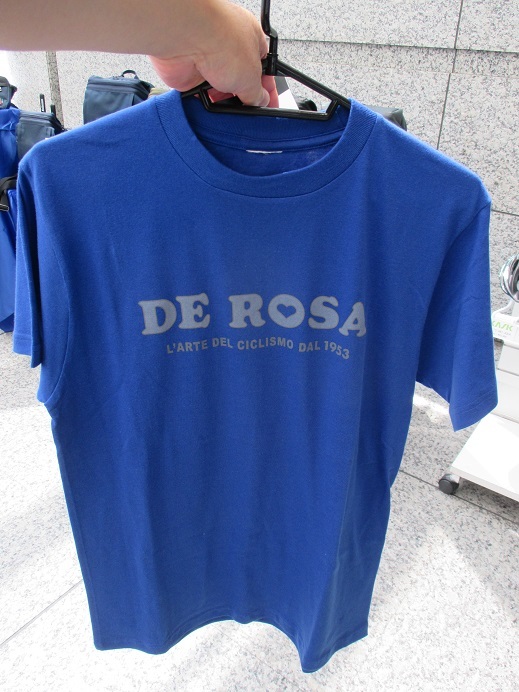 DE ROSA
L'ARTE DEL CICLISMO DAL 1953